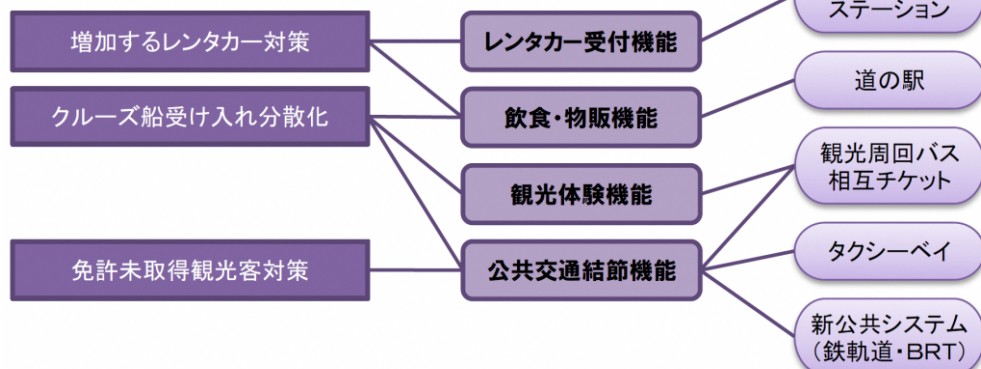 増加するレンタカー対策
クルーズ船受け入れ分散化
免許未取得観光客対策
レンタカー受付機能
飲食・物販機能
観光体験機能
公共交通結節機能
ステーション
道の駅
観光周回バス
相互チケット
タクシーベイ
新公共システム
（鉄軌道・BRT）